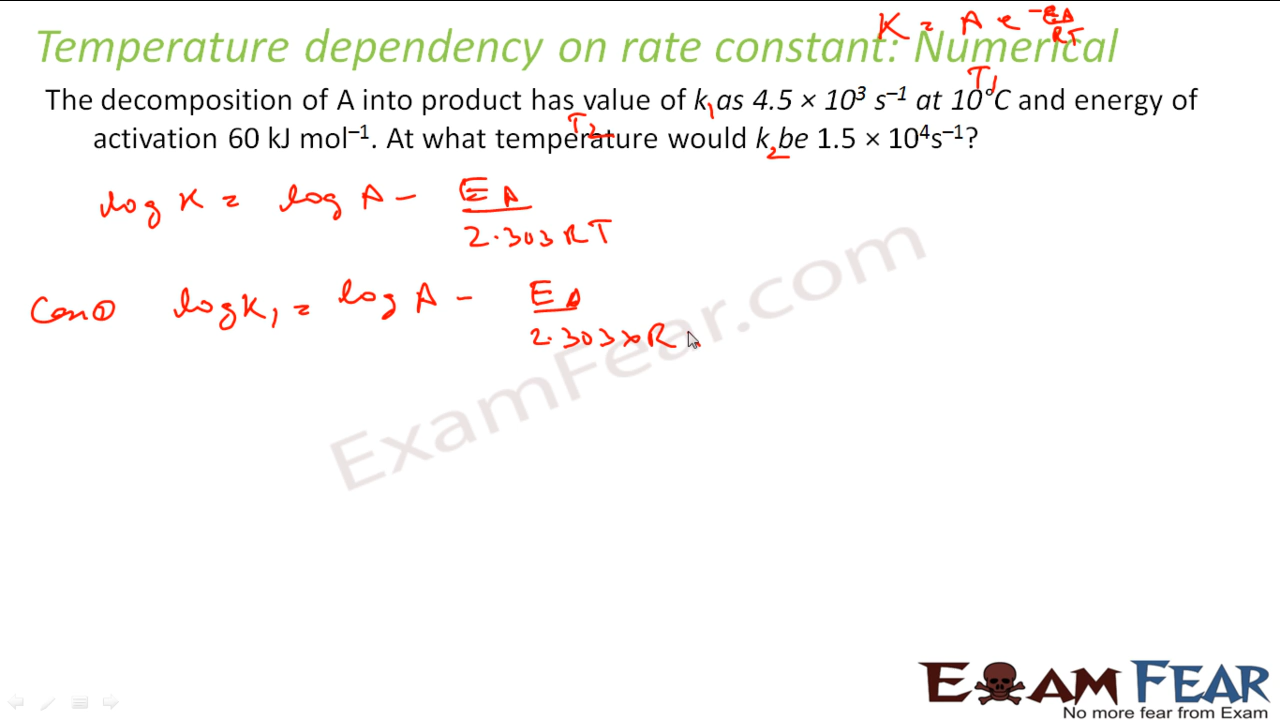 Temperature dependency on rate constant: Numerical
K = A e^(-EA/RT)
The decomposition of A into product has value of k₁ as 4.5 × 10³ s⁻¹ at 10°C and energy of
T₁
activation 60 kJ mol⁻¹. At what temperature would k₂ be 1.5 × 10⁴s⁻¹?
T₂
log K = log A - EA
2.303 RT
Con① log K₁ = log A - EA
2.303 × R
ExamFear.com
EXAM FEAR
No more fear from Exam